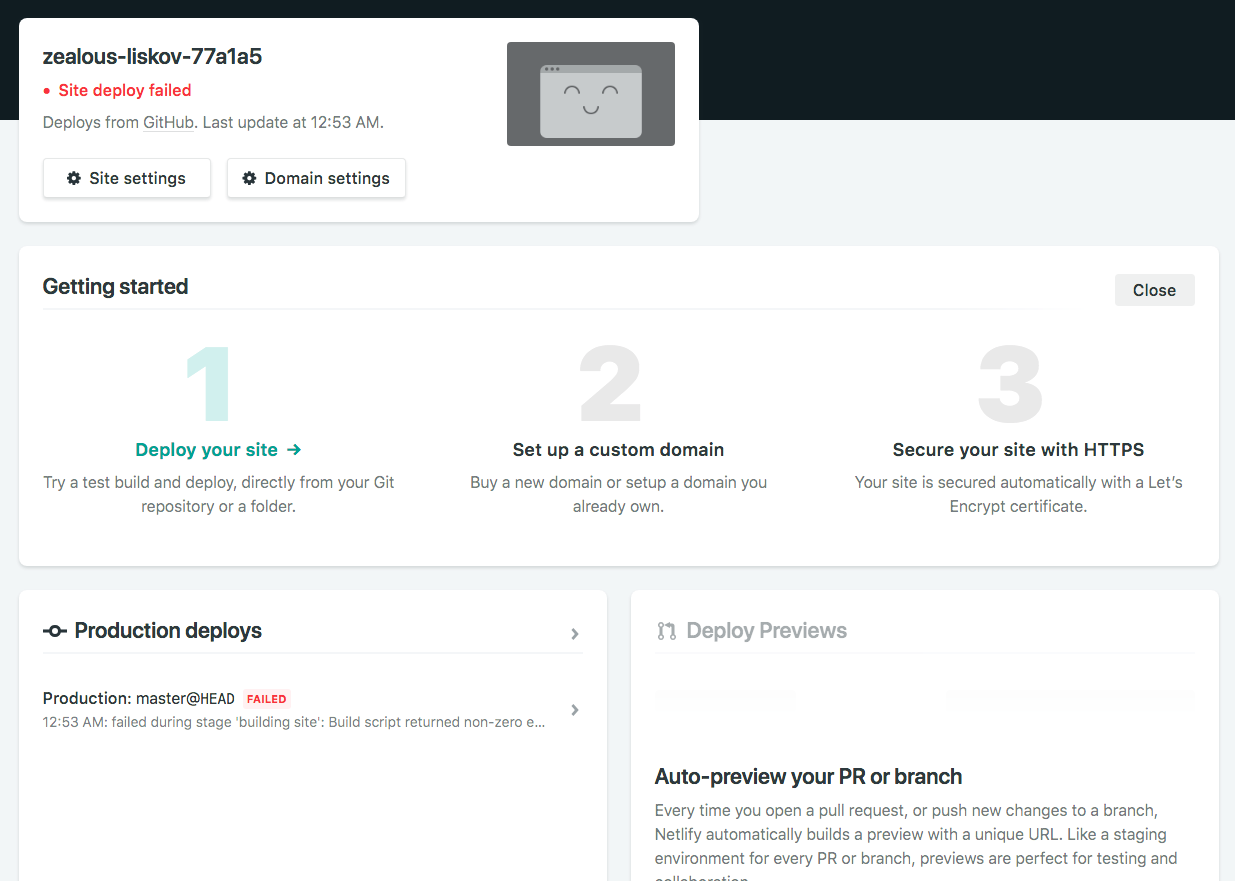 zealous-liskov-77a1a5
Site deploy failed
Deploys from GitHub. Last update at 12:53 AM.
Site settings
Domain settings
Getting started
Close
1
Deploy your site →
Try a test build and deploy, directly from your Git
repository or a folder.
2
Set up a custom domain
Buy a new domain or setup a domain you
already own.
3
Secure your site with HTTPS
Your site is secured automatically with a Let's
Encrypt certificate.
Production deploys
Production: master@HEAD FAILED
12:53 AM: failed during stage 'building site': Build script returned non-zero e...
Deploy Previews
Auto-preview your PR or branch
Every time you open a pull request, or push new changes to a branch,
Netlify automatically builds a preview with a unique URL. Like a staging
environment for every PR or branch, previews are perfect for testing and